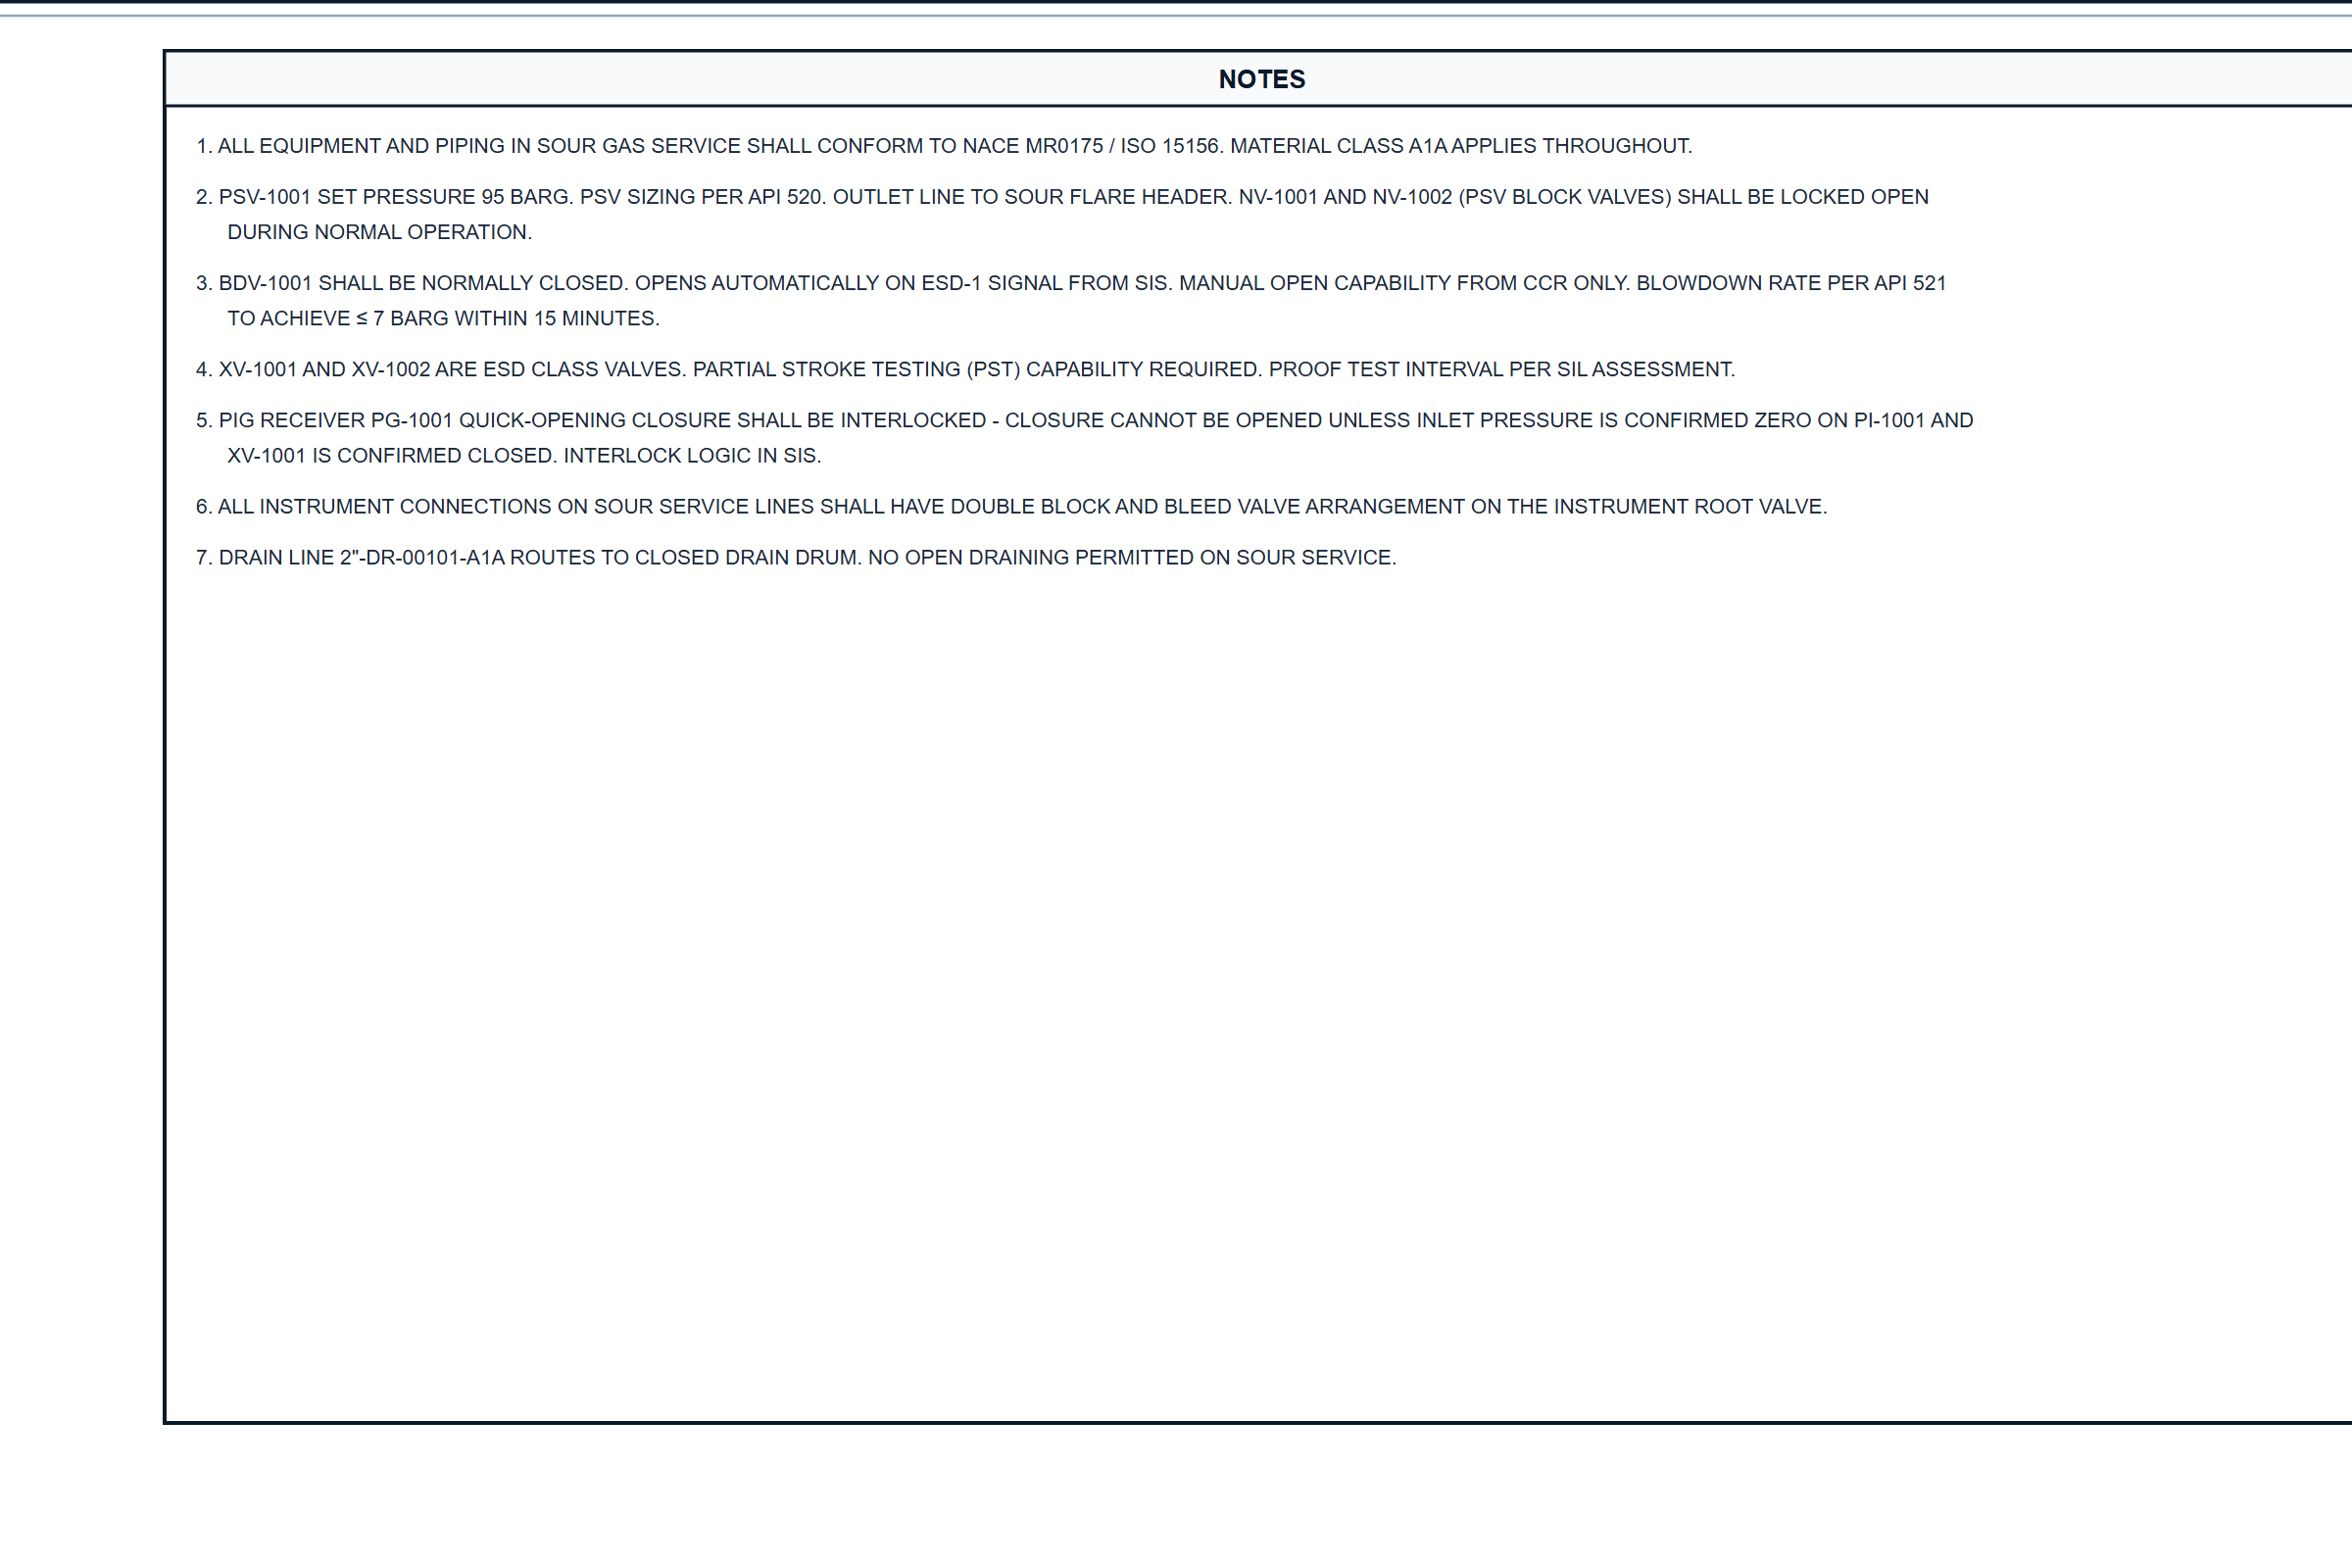 NOTES
1. ALL EQUIPMENT AND PIPING IN SOUR GAS SERVICE SHALL CONFORM TO NACE MR0175 / ISO 15156. MATERIAL CLASS A1A APPLIES THROUGHOUT.
2. PSV-1001 SET PRESSURE 95 BARG. PSV SIZING PER API 520. OUTLET LINE TO SOUR FLARE HEADER. NV-1001 AND NV-1002 (PSV BLOCK VALVES) SHALL BE LOCKED OPEN
DURING NORMAL OPERATION.
3. BDV-1001 SHALL BE NORMALLY CLOSED. OPENS AUTOMATICALLY ON ESD-1 SIGNAL FROM SIS. MANUAL OPEN CAPABILITY FROM CCR ONLY. BLOWDOWN RATE PER API 521
TO ACHIEVE ≤ 7 BARG WITHIN 15 MINUTES.
4. XV-1001 AND XV-1002 ARE ESD CLASS VALVES. PARTIAL STROKE TESTING (PST) CAPABILITY REQUIRED. PROOF TEST INTERVAL PER SIL ASSESSMENT.
5. PIG RECEIVER PG-1001 QUICK-OPENING CLOSURE SHALL BE INTERLOCKED - CLOSURE CANNOT BE OPENED UNLESS INLET PRESSURE IS CONFIRMED ZERO ON PI-1001 AND
XV-1001 IS CONFIRMED CLOSED. INTERLOCK LOGIC IN SIS.
6. ALL INSTRUMENT CONNECTIONS ON SOUR SERVICE LINES SHALL HAVE DOUBLE BLOCK AND BLEED VALVE ARRANGEMENT ON THE INSTRUMENT ROOT VALVE.
7. DRAIN LINE 2"-DR-00101-A1A ROUTES TO CLOSED DRAIN DRUM. NO OPEN DRAINING PERMITTED ON SOUR SERVICE.